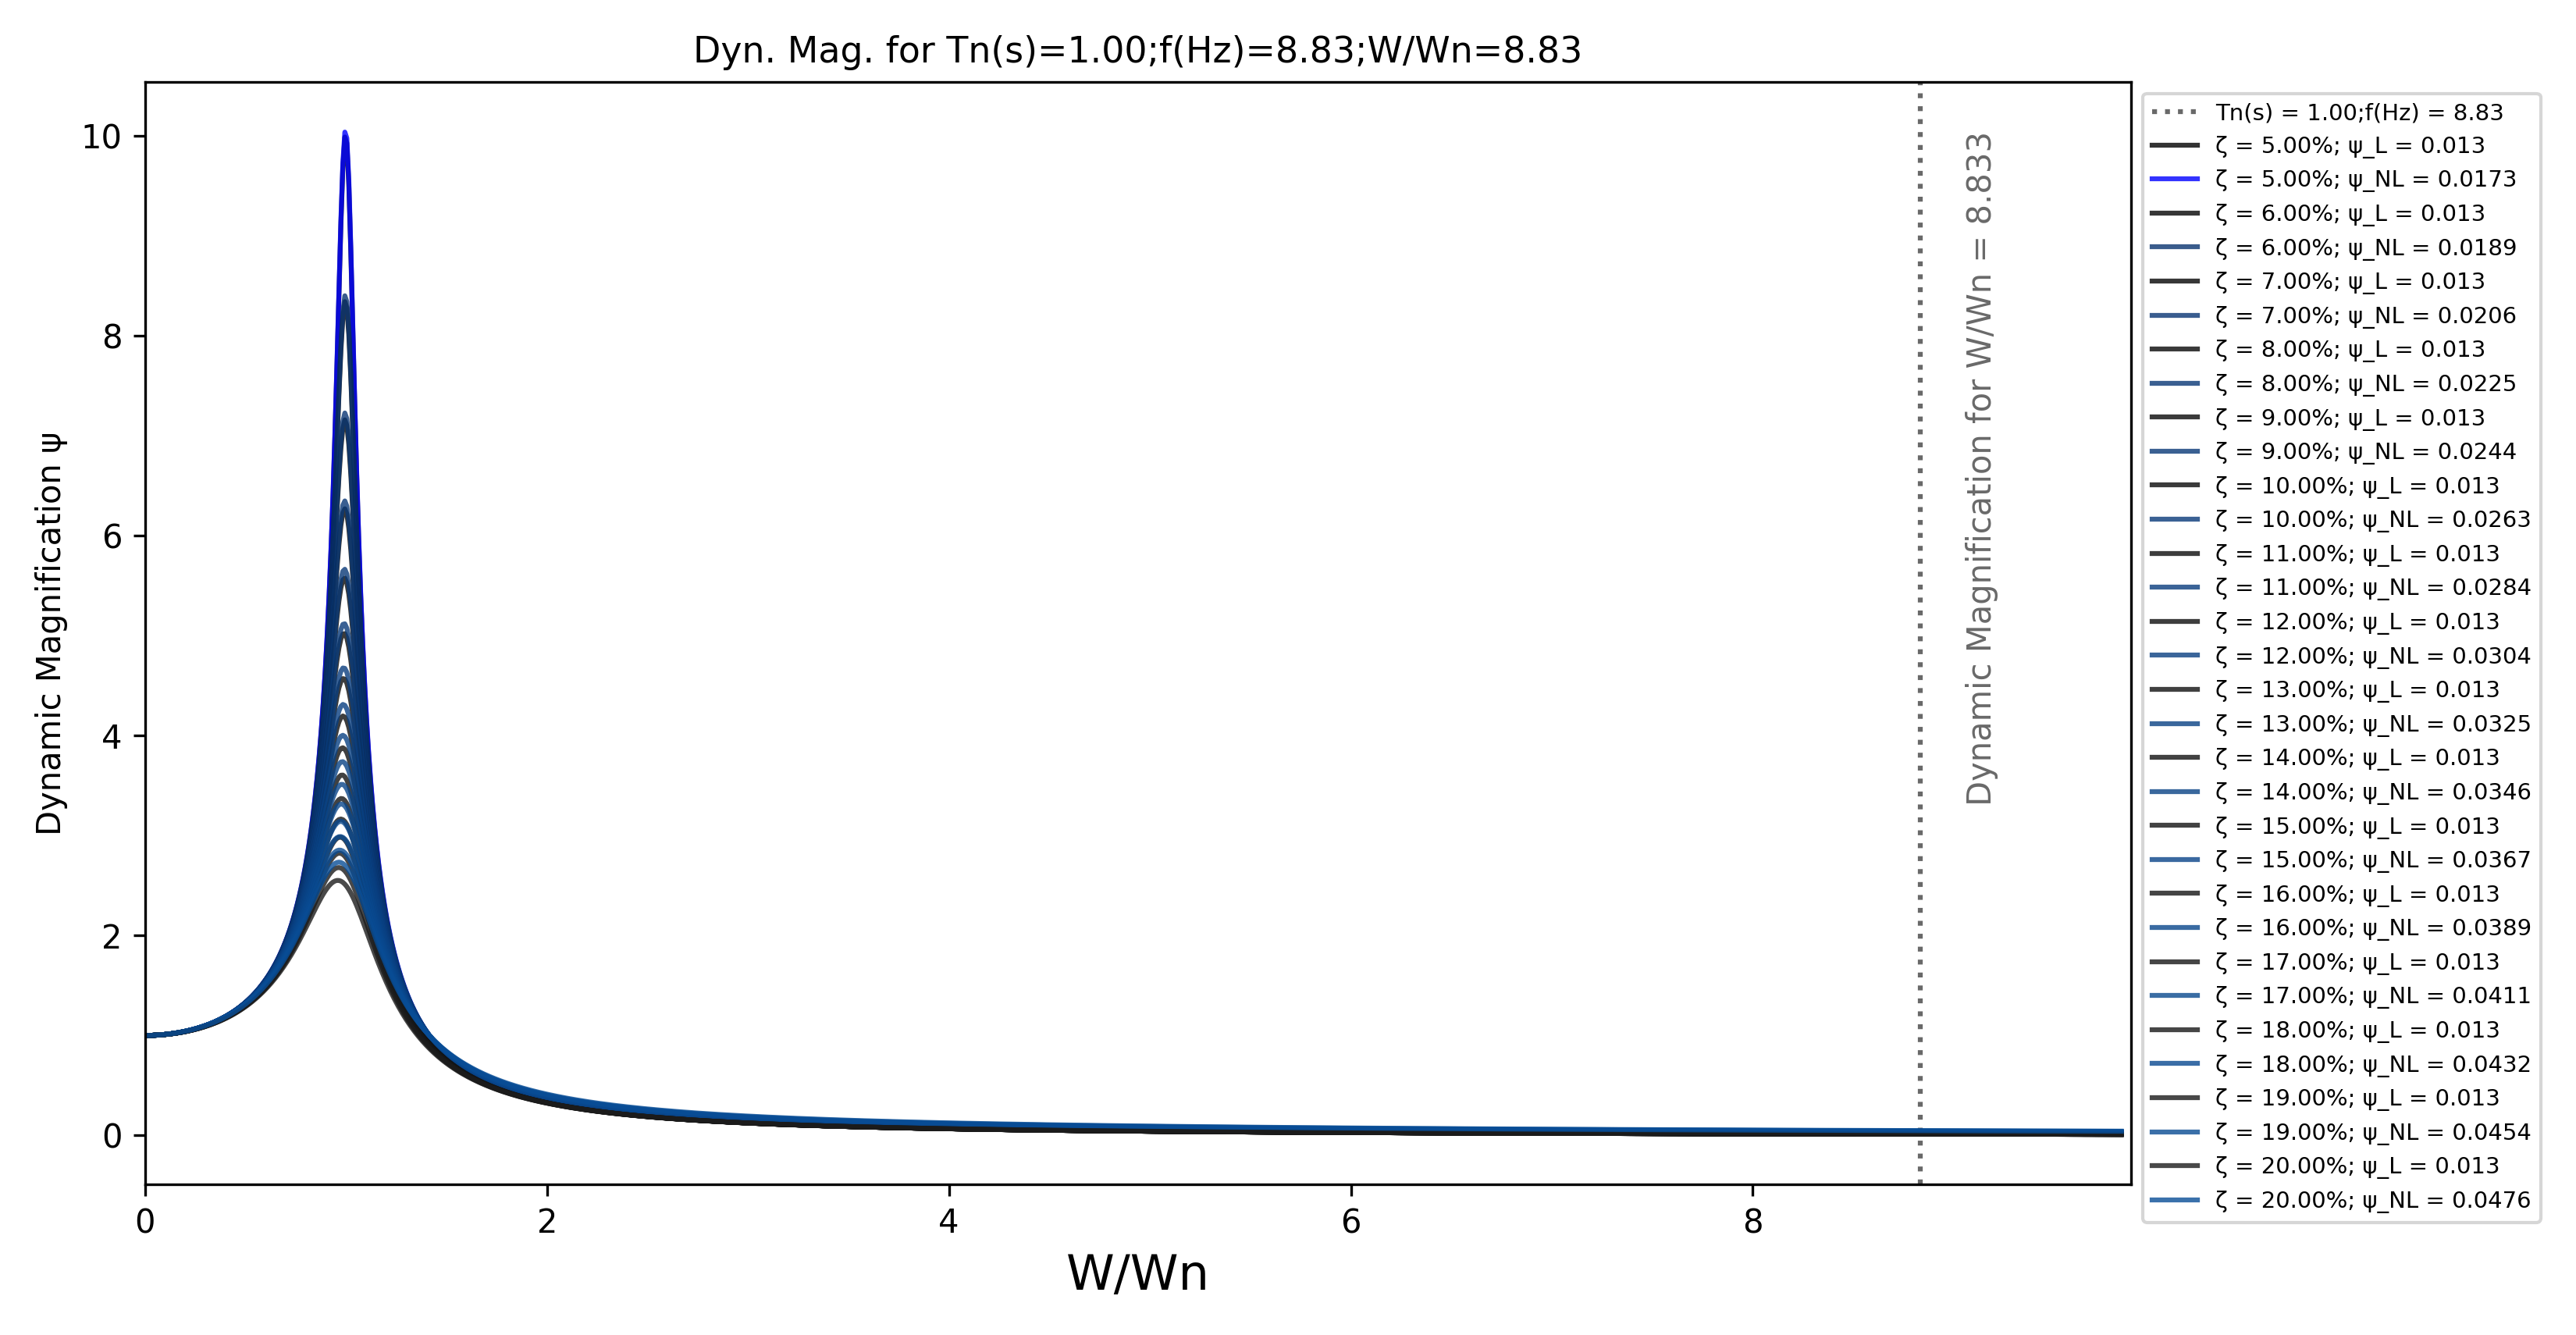 Dyn. Mag. for Tn(s)=1.00;f(Hz)=8.83;W/Wn=8.83
Dynamic Magnification ψ
10
8
6
4
2
0
0
2
4
6
8
W/Wn
Dynamic Magnification for W/Wn = 8.833
Tn(s) = 1.00;f(Hz) = 8.83
ζ = 5.00%; ψ_L = 0.013
ζ = 5.00%; ψ_NL = 0.0173
ζ = 6.00%; ψ_L = 0.013
ζ = 6.00%; ψ_NL = 0.0189
ζ = 7.00%; ψ_L = 0.013
ζ = 7.00%; ψ_NL = 0.0206
ζ = 8.00%; ψ_L = 0.013
ζ = 8.00%; ψ_NL = 0.0225
ζ = 9.00%; ψ_L = 0.013
ζ = 9.00%; ψ_NL = 0.0244
ζ = 10.00%; ψ_L = 0.013
ζ = 10.00%; ψ_NL = 0.0263
ζ = 11.00%; ψ_L = 0.013
ζ = 11.00%; ψ_NL = 0.0284
ζ = 12.00%; ψ_L = 0.013
ζ = 12.00%; ψ_NL = 0.0304
ζ = 13.00%; ψ_L = 0.013
ζ = 13.00%; ψ_NL = 0.0325
ζ = 14.00%; ψ_L = 0.013
ζ = 14.00%; ψ_NL = 0.0346
ζ = 15.00%; ψ_L = 0.013
ζ = 15.00%; ψ_NL = 0.0367
ζ = 16.00%; ψ_L = 0.013
ζ = 16.00%; ψ_NL = 0.0389
ζ = 17.00%; ψ_L = 0.013
ζ = 17.00%; ψ_NL = 0.0411
ζ = 18.00%; ψ_L = 0.013
ζ = 18.00%; ψ_NL = 0.0432
ζ = 19.00%; ψ_L = 0.013
ζ = 19.00%; ψ_NL = 0.0454
ζ = 20.00%; ψ_L = 0.013
ζ = 20.00%; ψ_NL = 0.0476